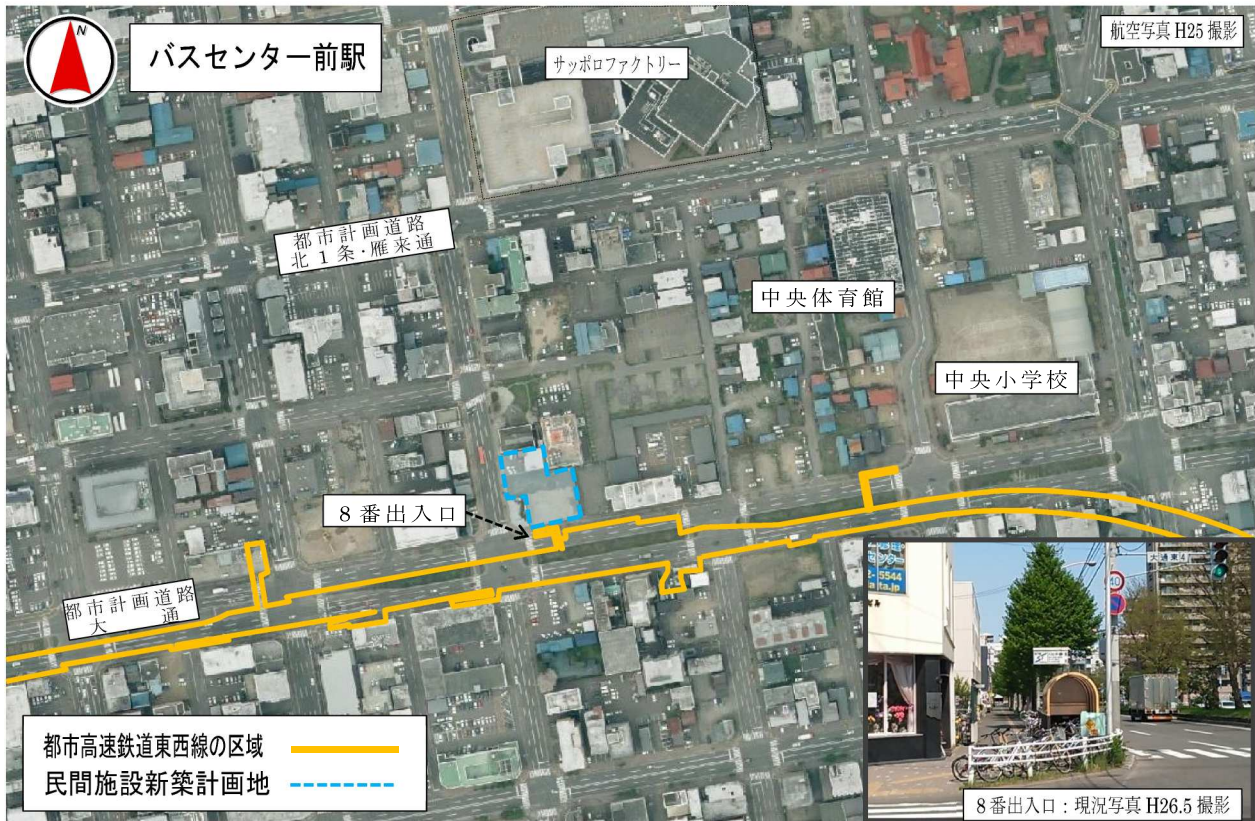 N
バスセンター前駅
航空写真 H25 撮影
サッポロファクトリー
都市計画道路
北1条・雁来通
中央体育館
中央小学校
8番出入口
都市計画道路
大　通
都市高速鉄道東西線の区域
民間施設新築計画地
5544
40
8番出入口：現況写真 H26.5 撮影